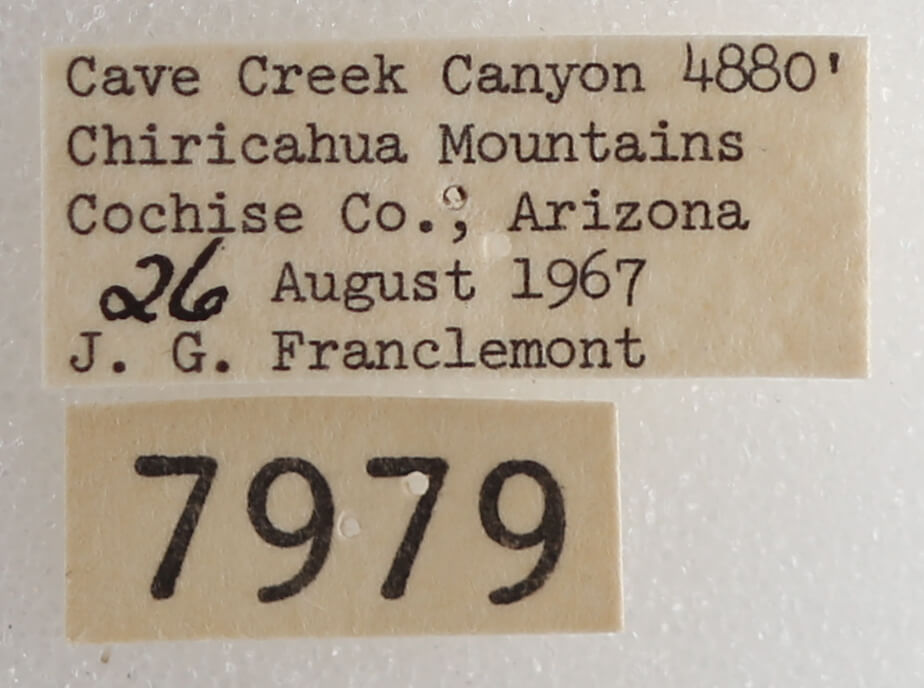 Cave Creek Canyon 4880'
Chiricahua Mountains
Cochise Co., Arizona
26 August 1967
J. G. Franclemont
7979